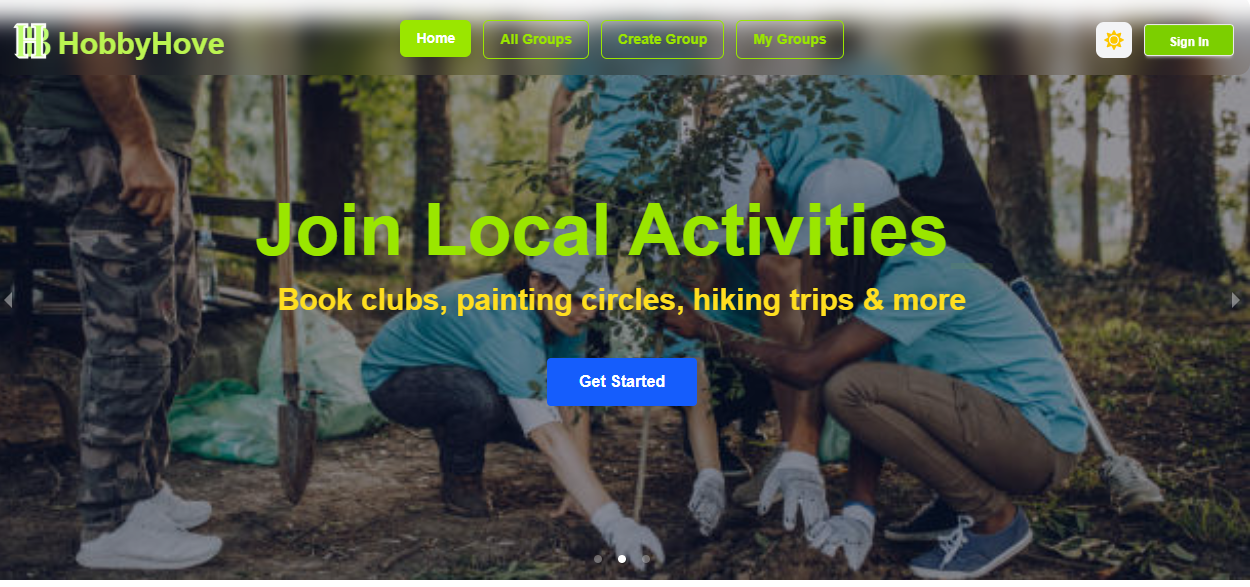 HB HobbyHove
Home
All Groups
Create Group
My Groups
Sign In
Join Local Activities
Book clubs, painting circles, hiking trips & more
Get Started